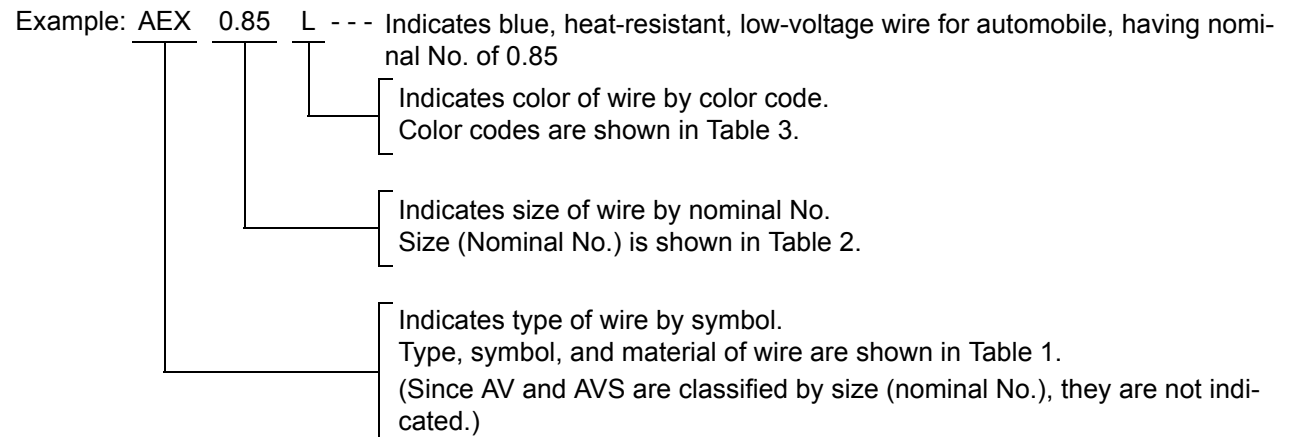 Example: AEX 0.85 L - - - Indicates blue, heat-resistant, low-voltage wire for automobile, having nomi-
nal No. of 0.85
Indicates color of wire by color code.
Color codes are shown in Table 3.
Indicates size of wire by nominal No.
Size (Nominal No.) is shown in Table 2.
Indicates type of wire by symbol.
Type, symbol, and material of wire are shown in Table 1.
(Since AV and AVS are classified by size (nominal No.), they are not indi-
cated.)